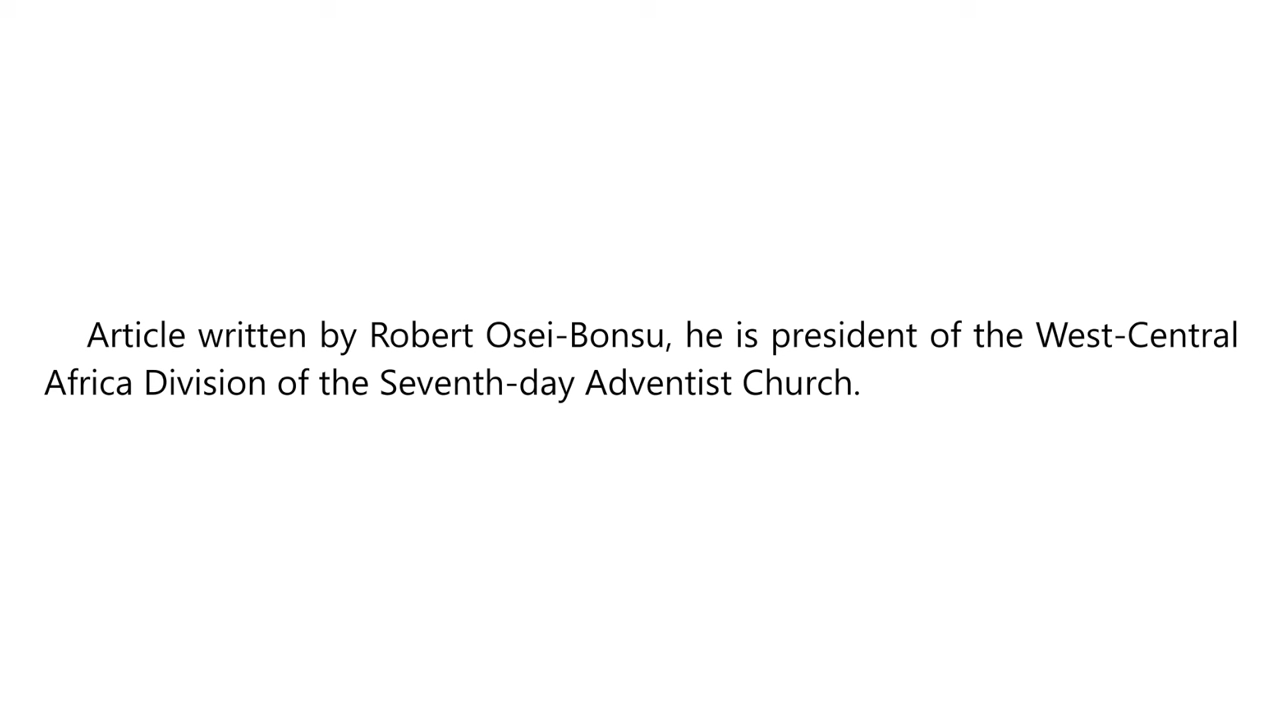 Article written by Robert Osei-Bonsu, he is president of the West-Central
Africa Division of the Seventh-day Adventist Church.